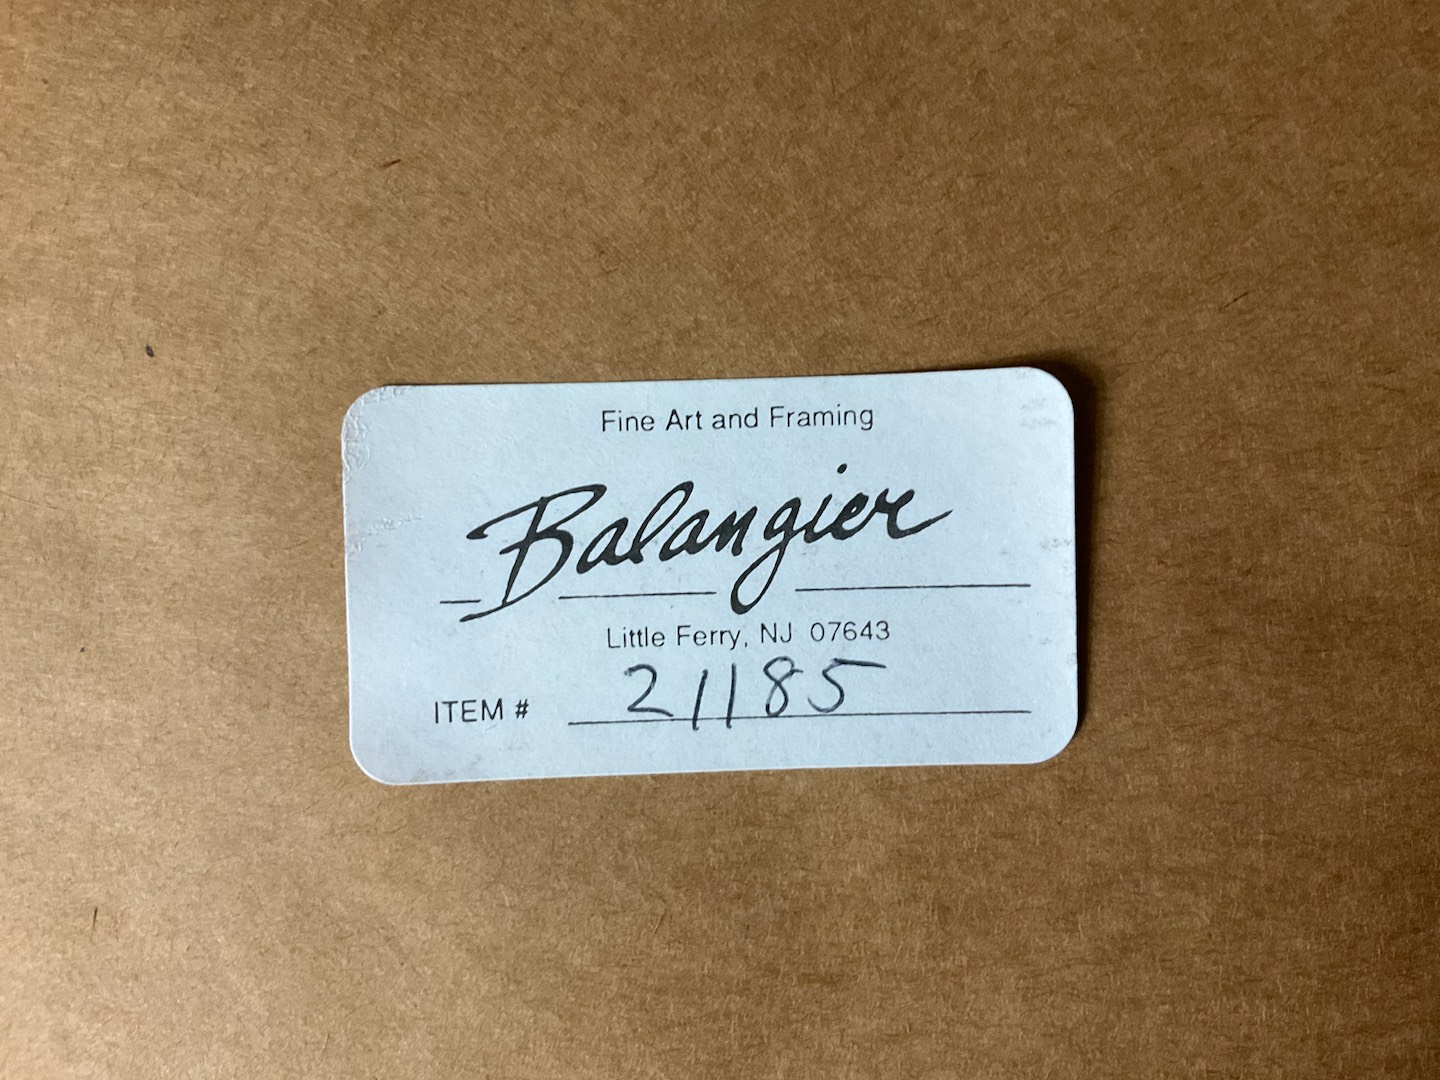 Fine Art and Framing
Balangier
Little Ferry, NJ 07643
ITEM # 21185